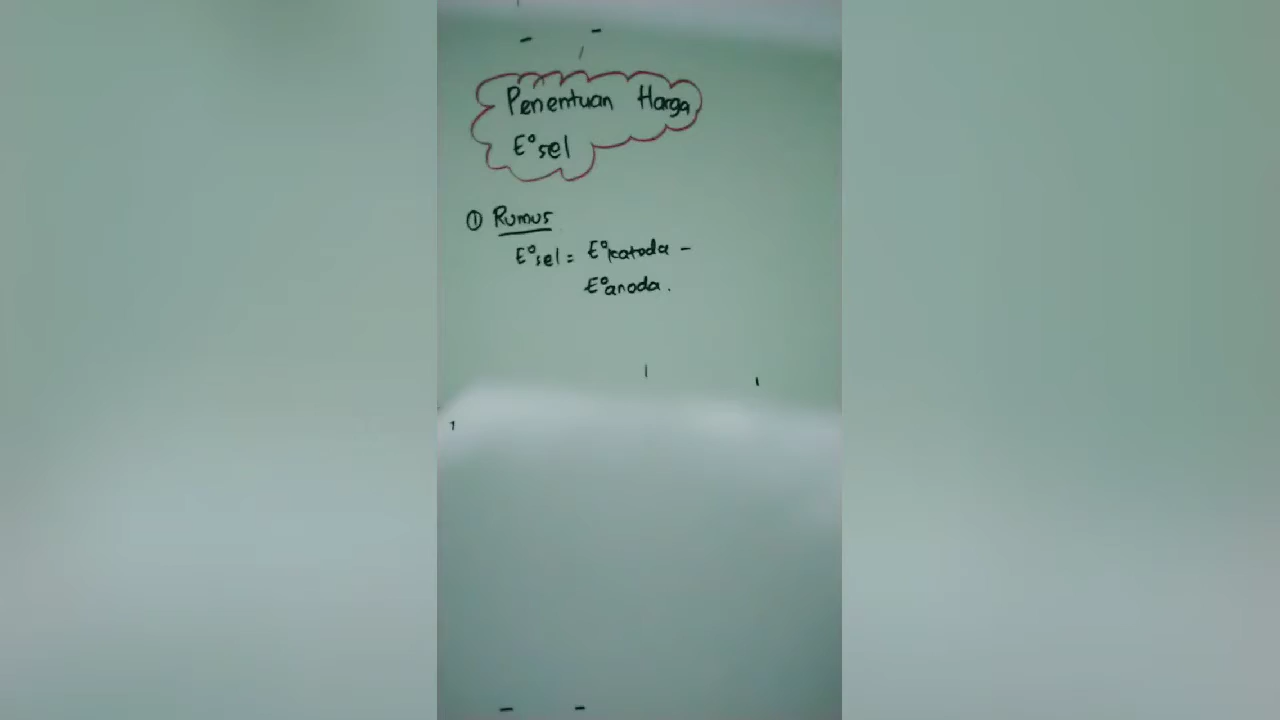 Penentuan Harga
E°sel
① Rumus
E°sel = E°katoda -
E°anoda.